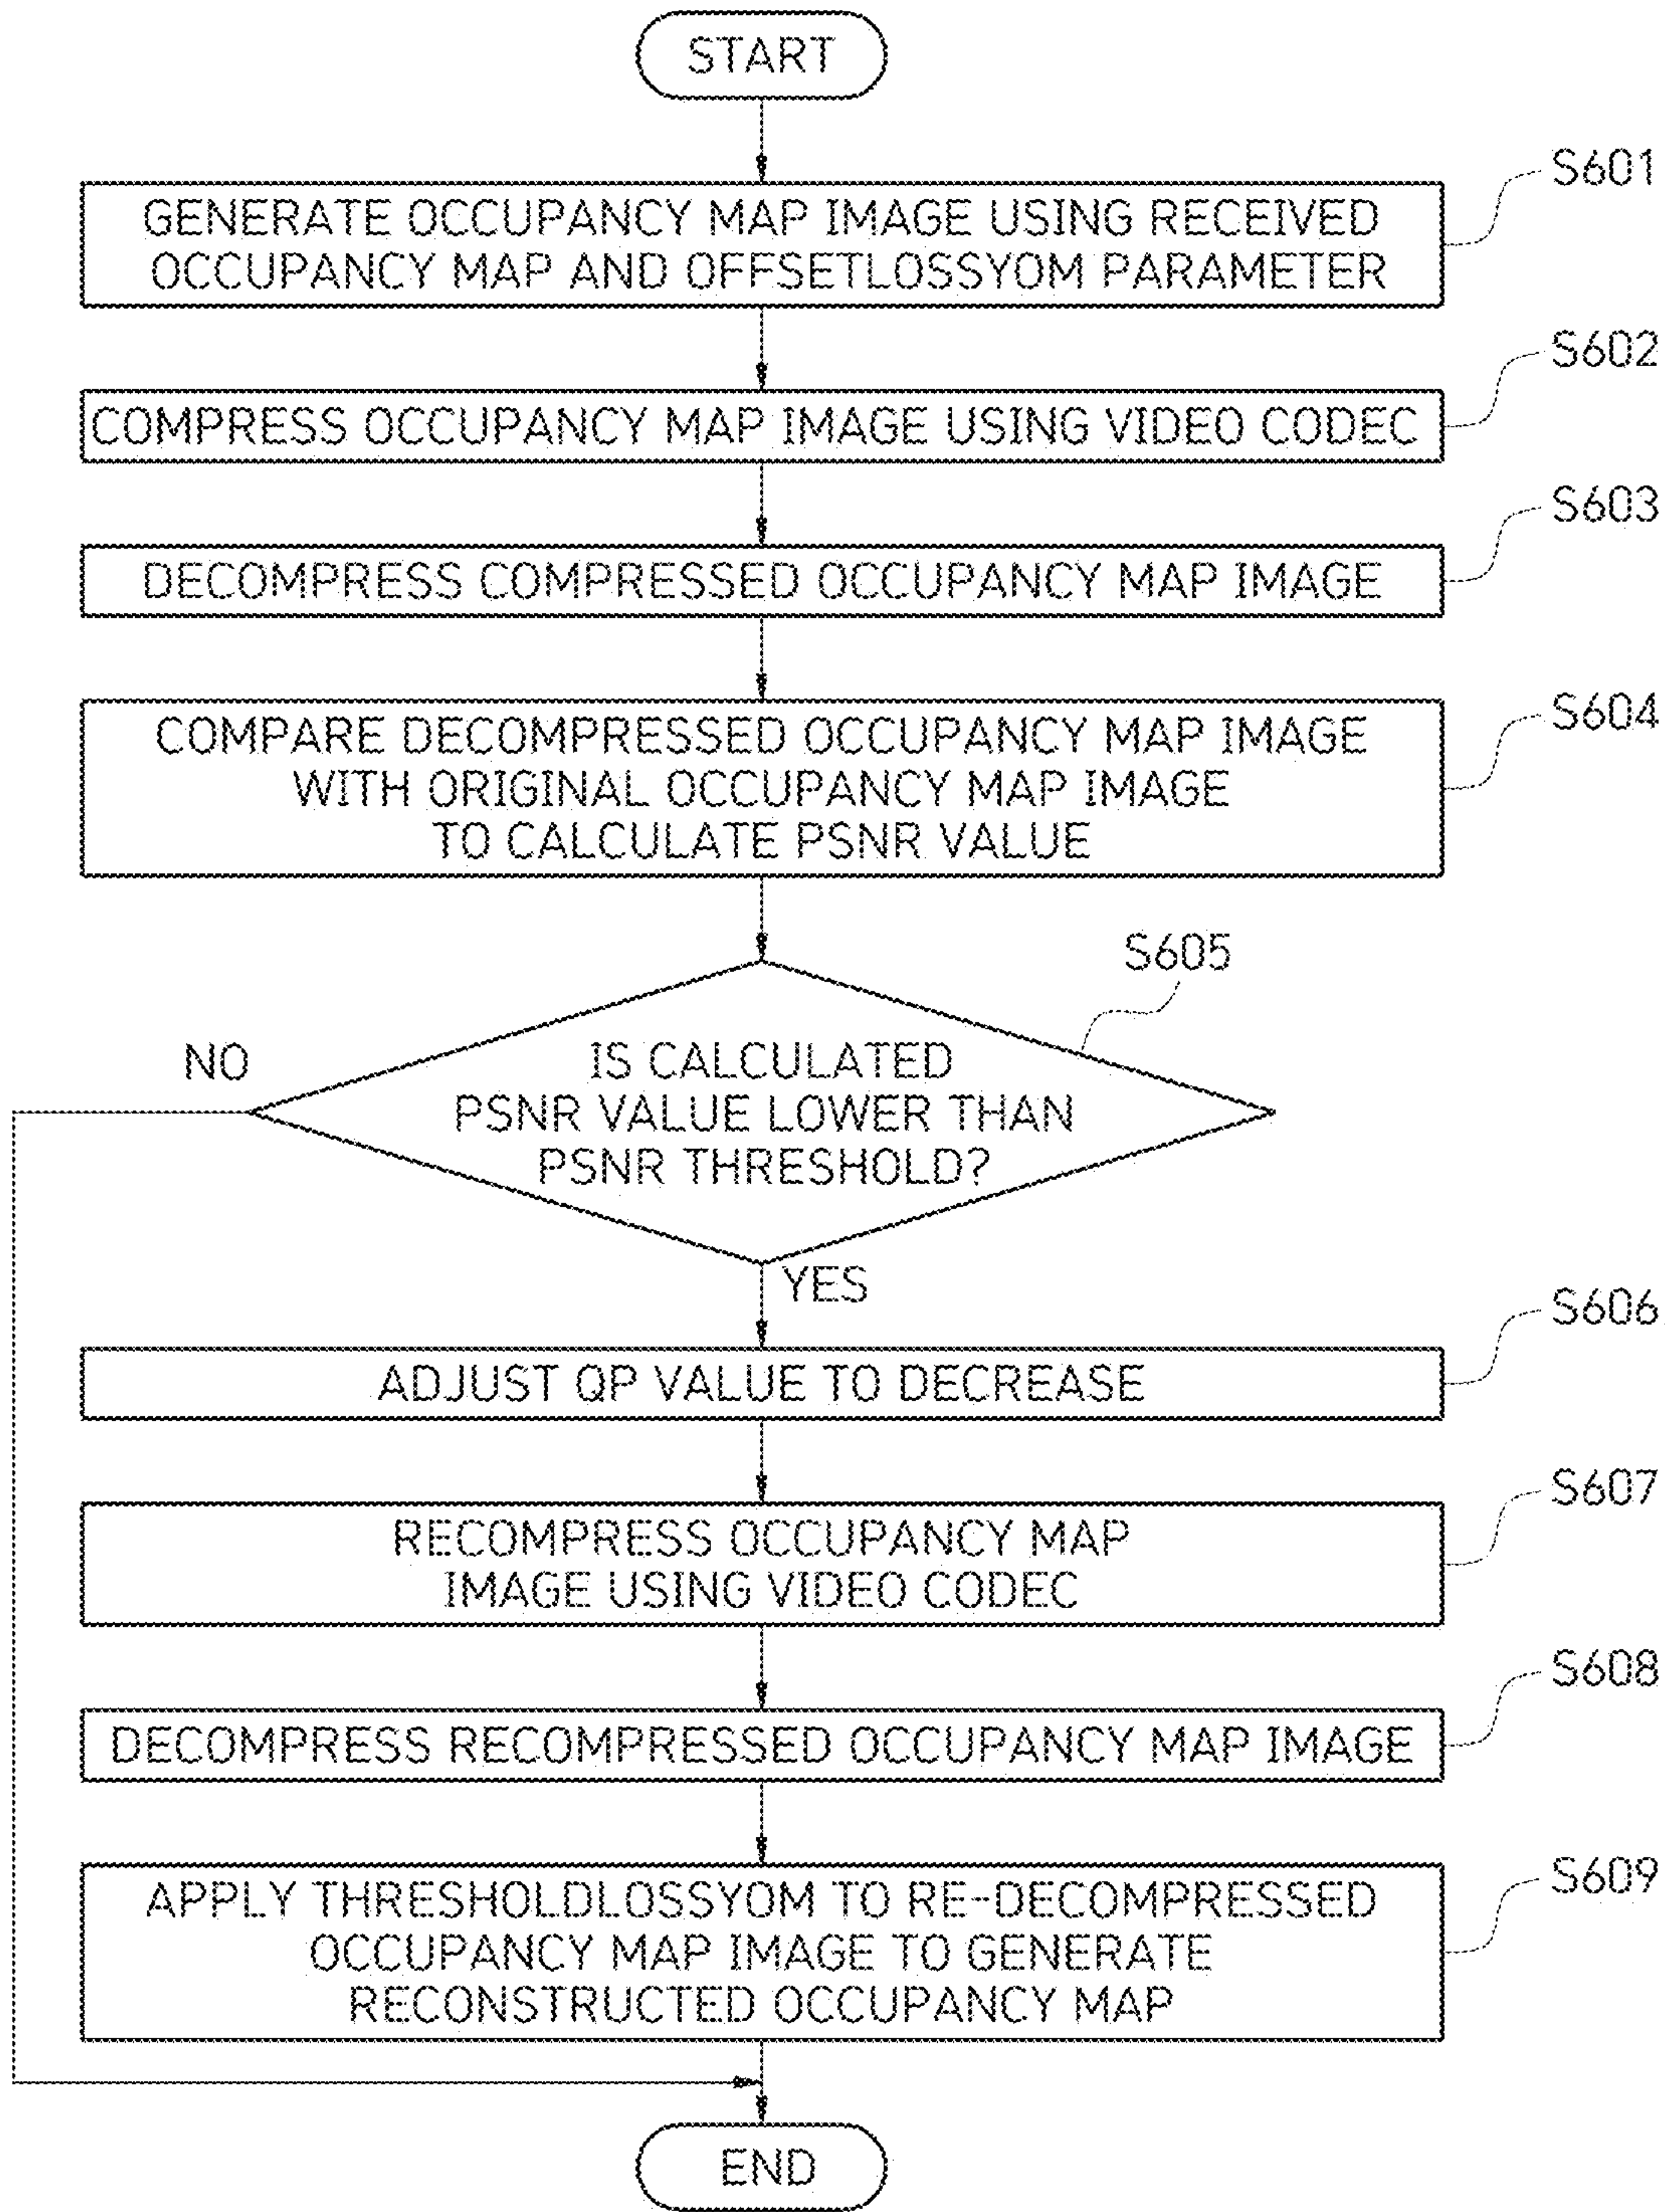 START
S601
GENERATE OCCUPANCY MAP IMAGE USING RECEIVED
OCCUPANCY MAP AND OFFSETLOSSYOM PARAMETER
S602
COMPRESS OCCUPANCY MAP IMAGE USING VIDEO CODEC
S603
DECOMPRESS COMPRESSED OCCUPANCY MAP IMAGE
S604
COMPARE DECOMPRESSED OCCUPANCY MAP IMAGE
WITH ORIGINAL OCCUPANCY MAP IMAGE
TO CALCULATE PSNR VALUE
S605
NO
IS CALCULATED
PSNR VALUE LOWER THAN
PSNR THRESHOLD?
YES
S606
ADJUST QP VALUE TO DECREASE
S607
RECOMPRESS OCCUPANCY MAP
IMAGE USING VIDEO CODEC
S608
DECOMPRESS RECOMPRESSED OCCUPANCY MAP IMAGE
S609
APPLY THRESHOLDLOSSYOM TO RE-DECOMPRESSED
OCCUPANCY MAP IMAGE TO GENERATE
RECONSTRUCTED OCCUPANCY MAP
END